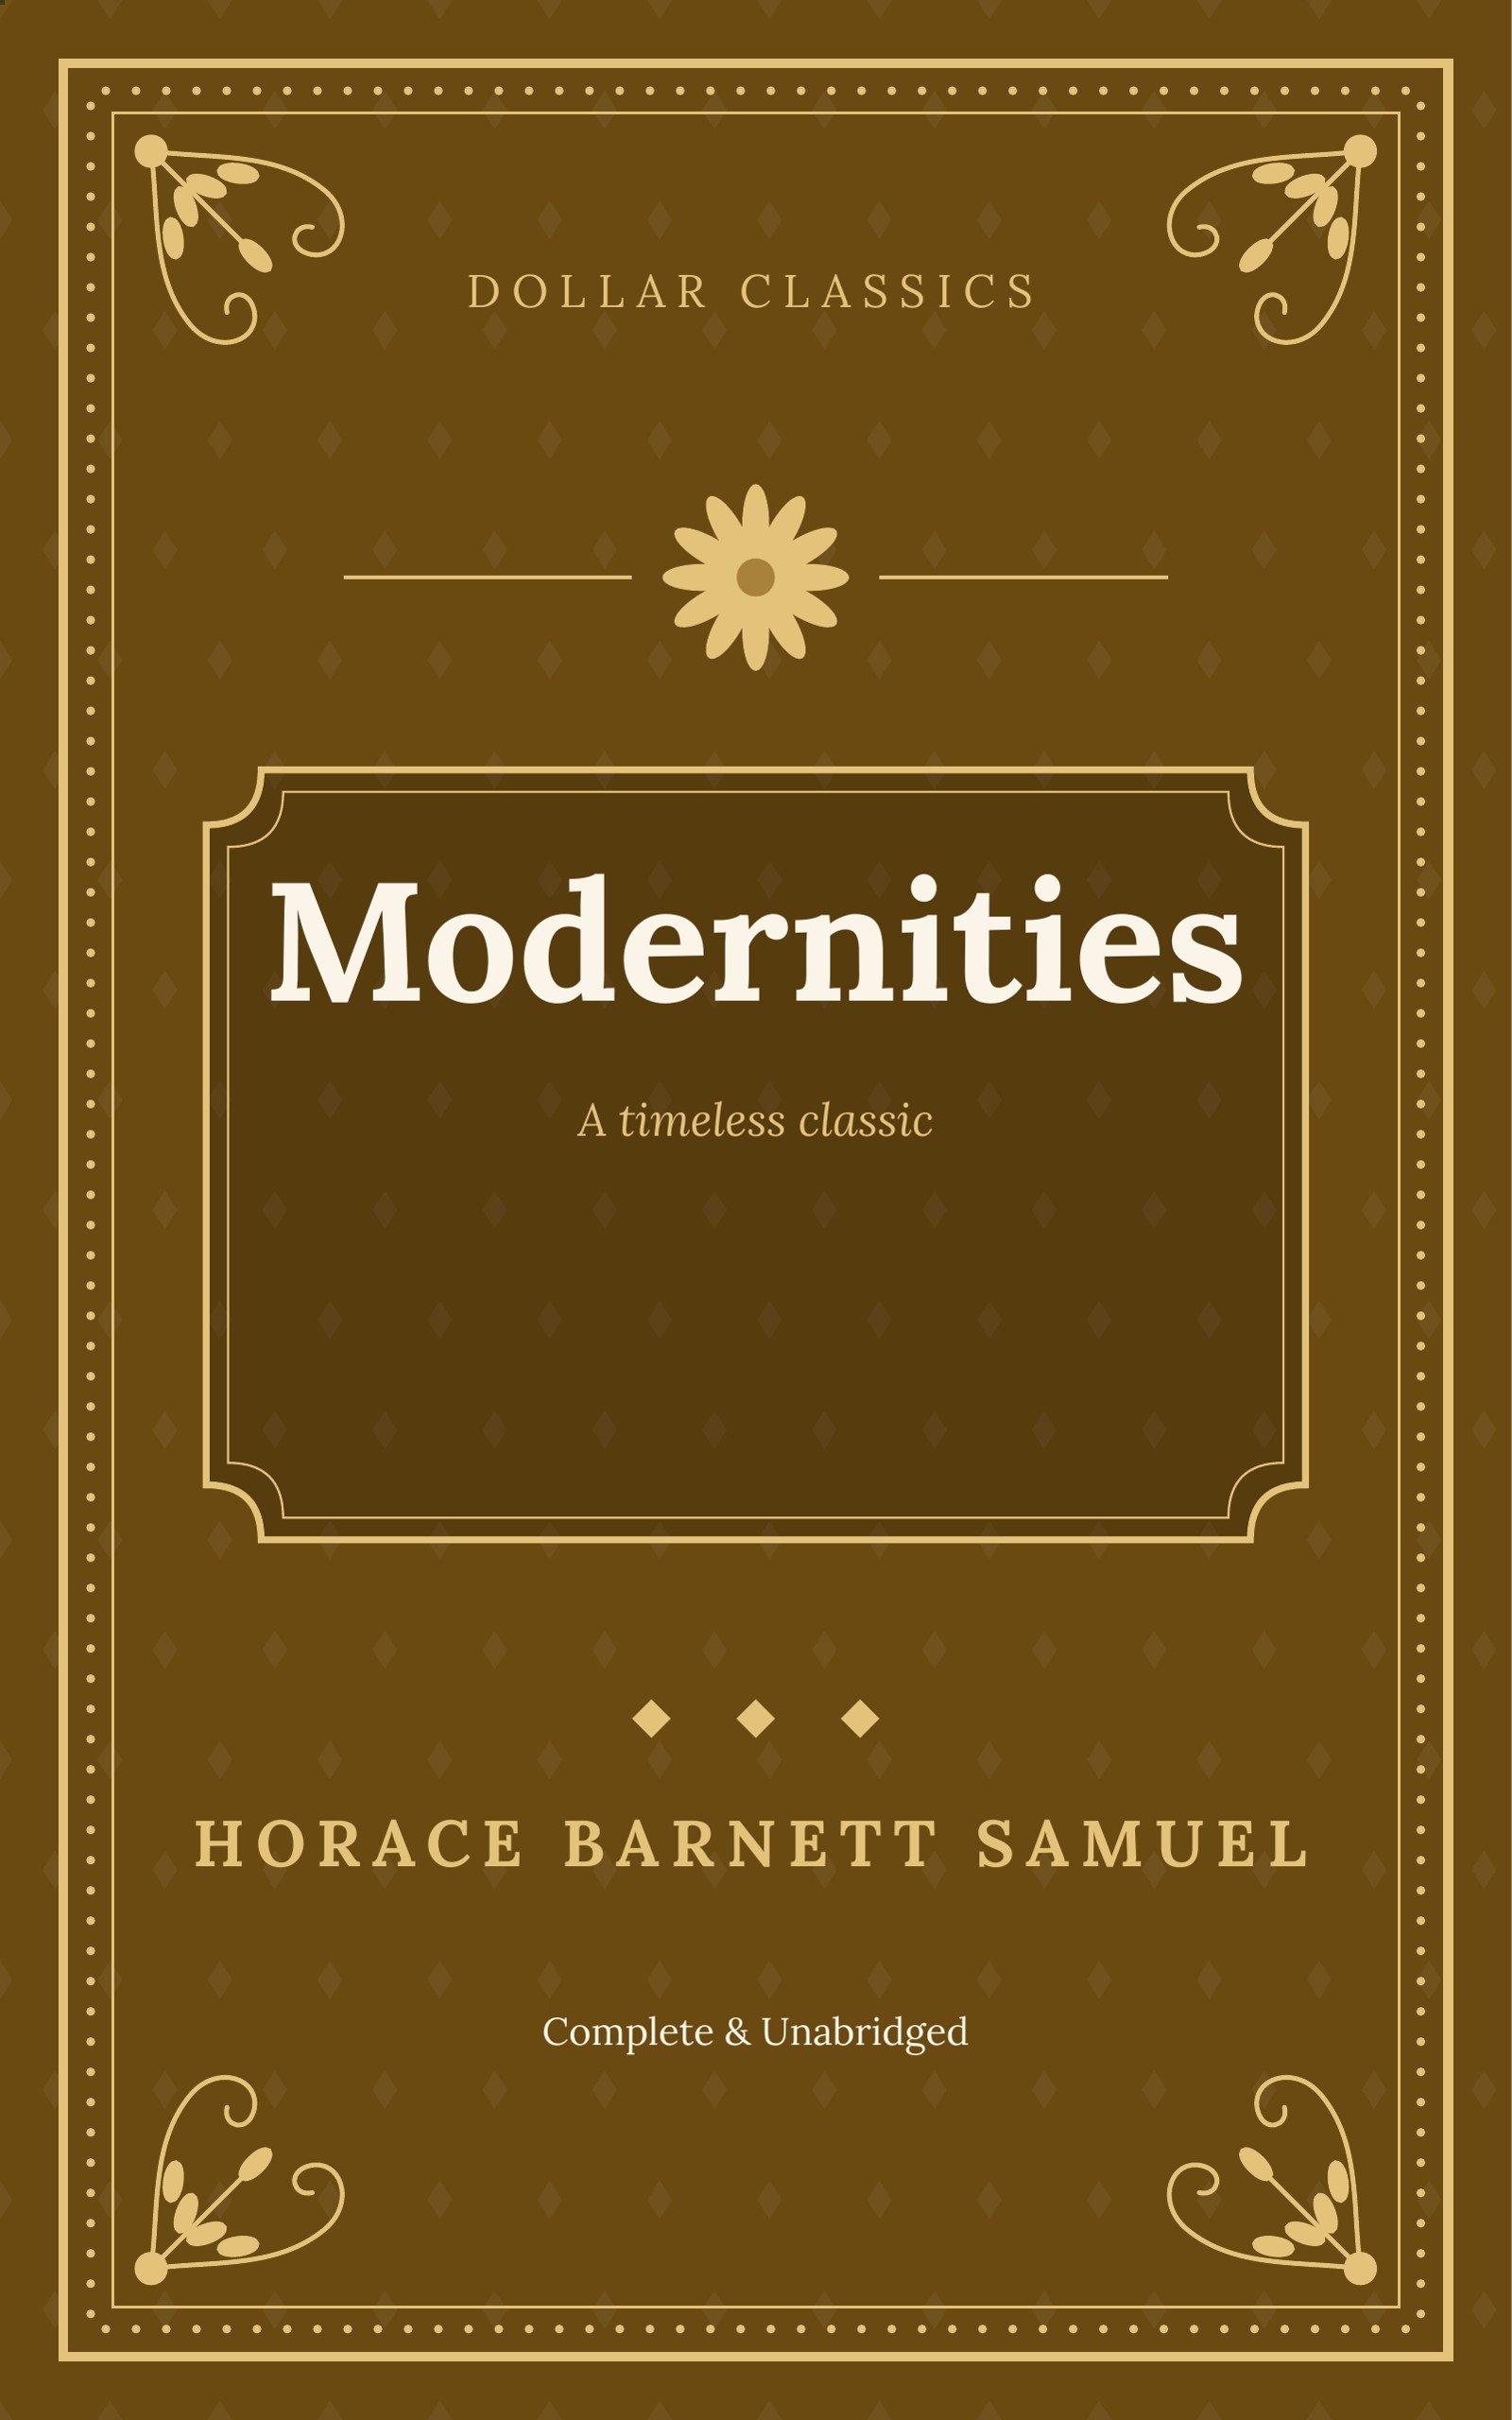 DOLLAR CLASSICS
Modernities
A timeless classic
HORACE BARNETT SAMUEL
Complete & Unabridged